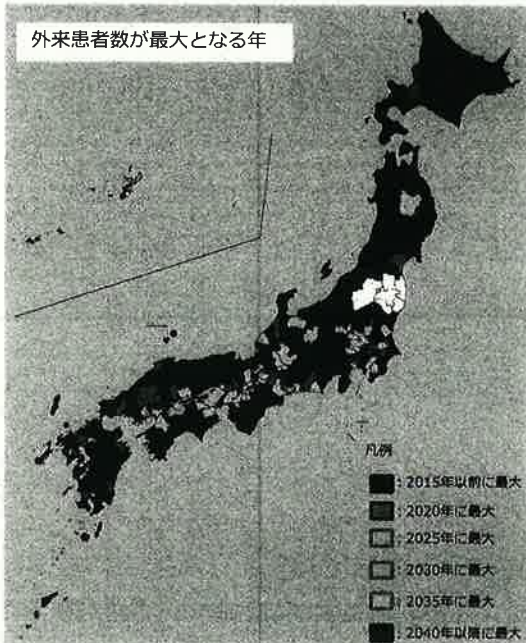 外来患者数が最大となる年
凡例
：2015年以前に最大
：2020年に最大
：2025年に最大
：2030年に最大
：2035年に最大
：2040年以降に最大